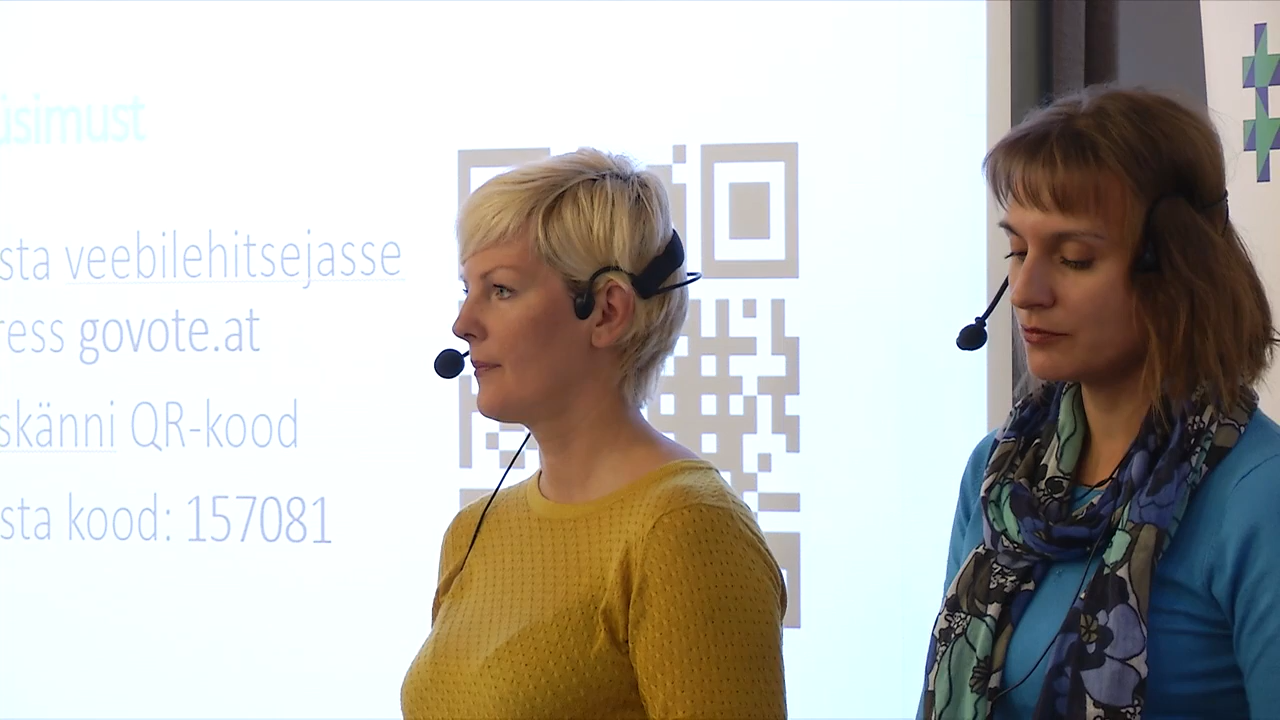 üsimust
sta veebilehitsejasse
ress govote.at
skänni QR-kood
sta kood: 157081